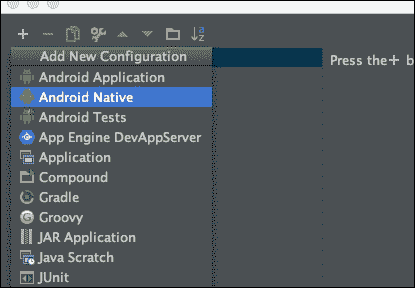 Add New Configuration
Press the + b
Android Application
Android Native
Android Tests
App Engine DevAppServer
Application
Compound
Gradle
Groovy
JAR Application
Java Scratch
JUnit